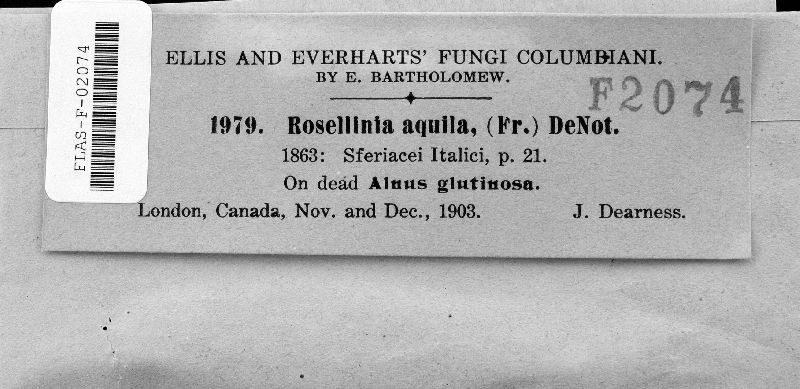 FLAS-F-02074
ELLIS AND EVERHARTS' FUNGI COLUMBIANI.
BY E. BARTHOLOMEW.
F2074
1979. Rosellinia aquila, (Fr.) DeNot.
1863: Sferiacei Italici, p. 21.
On dead Alnus glutinosa.
London, Canada, Nov. and Dec., 1903. J. Dearness.